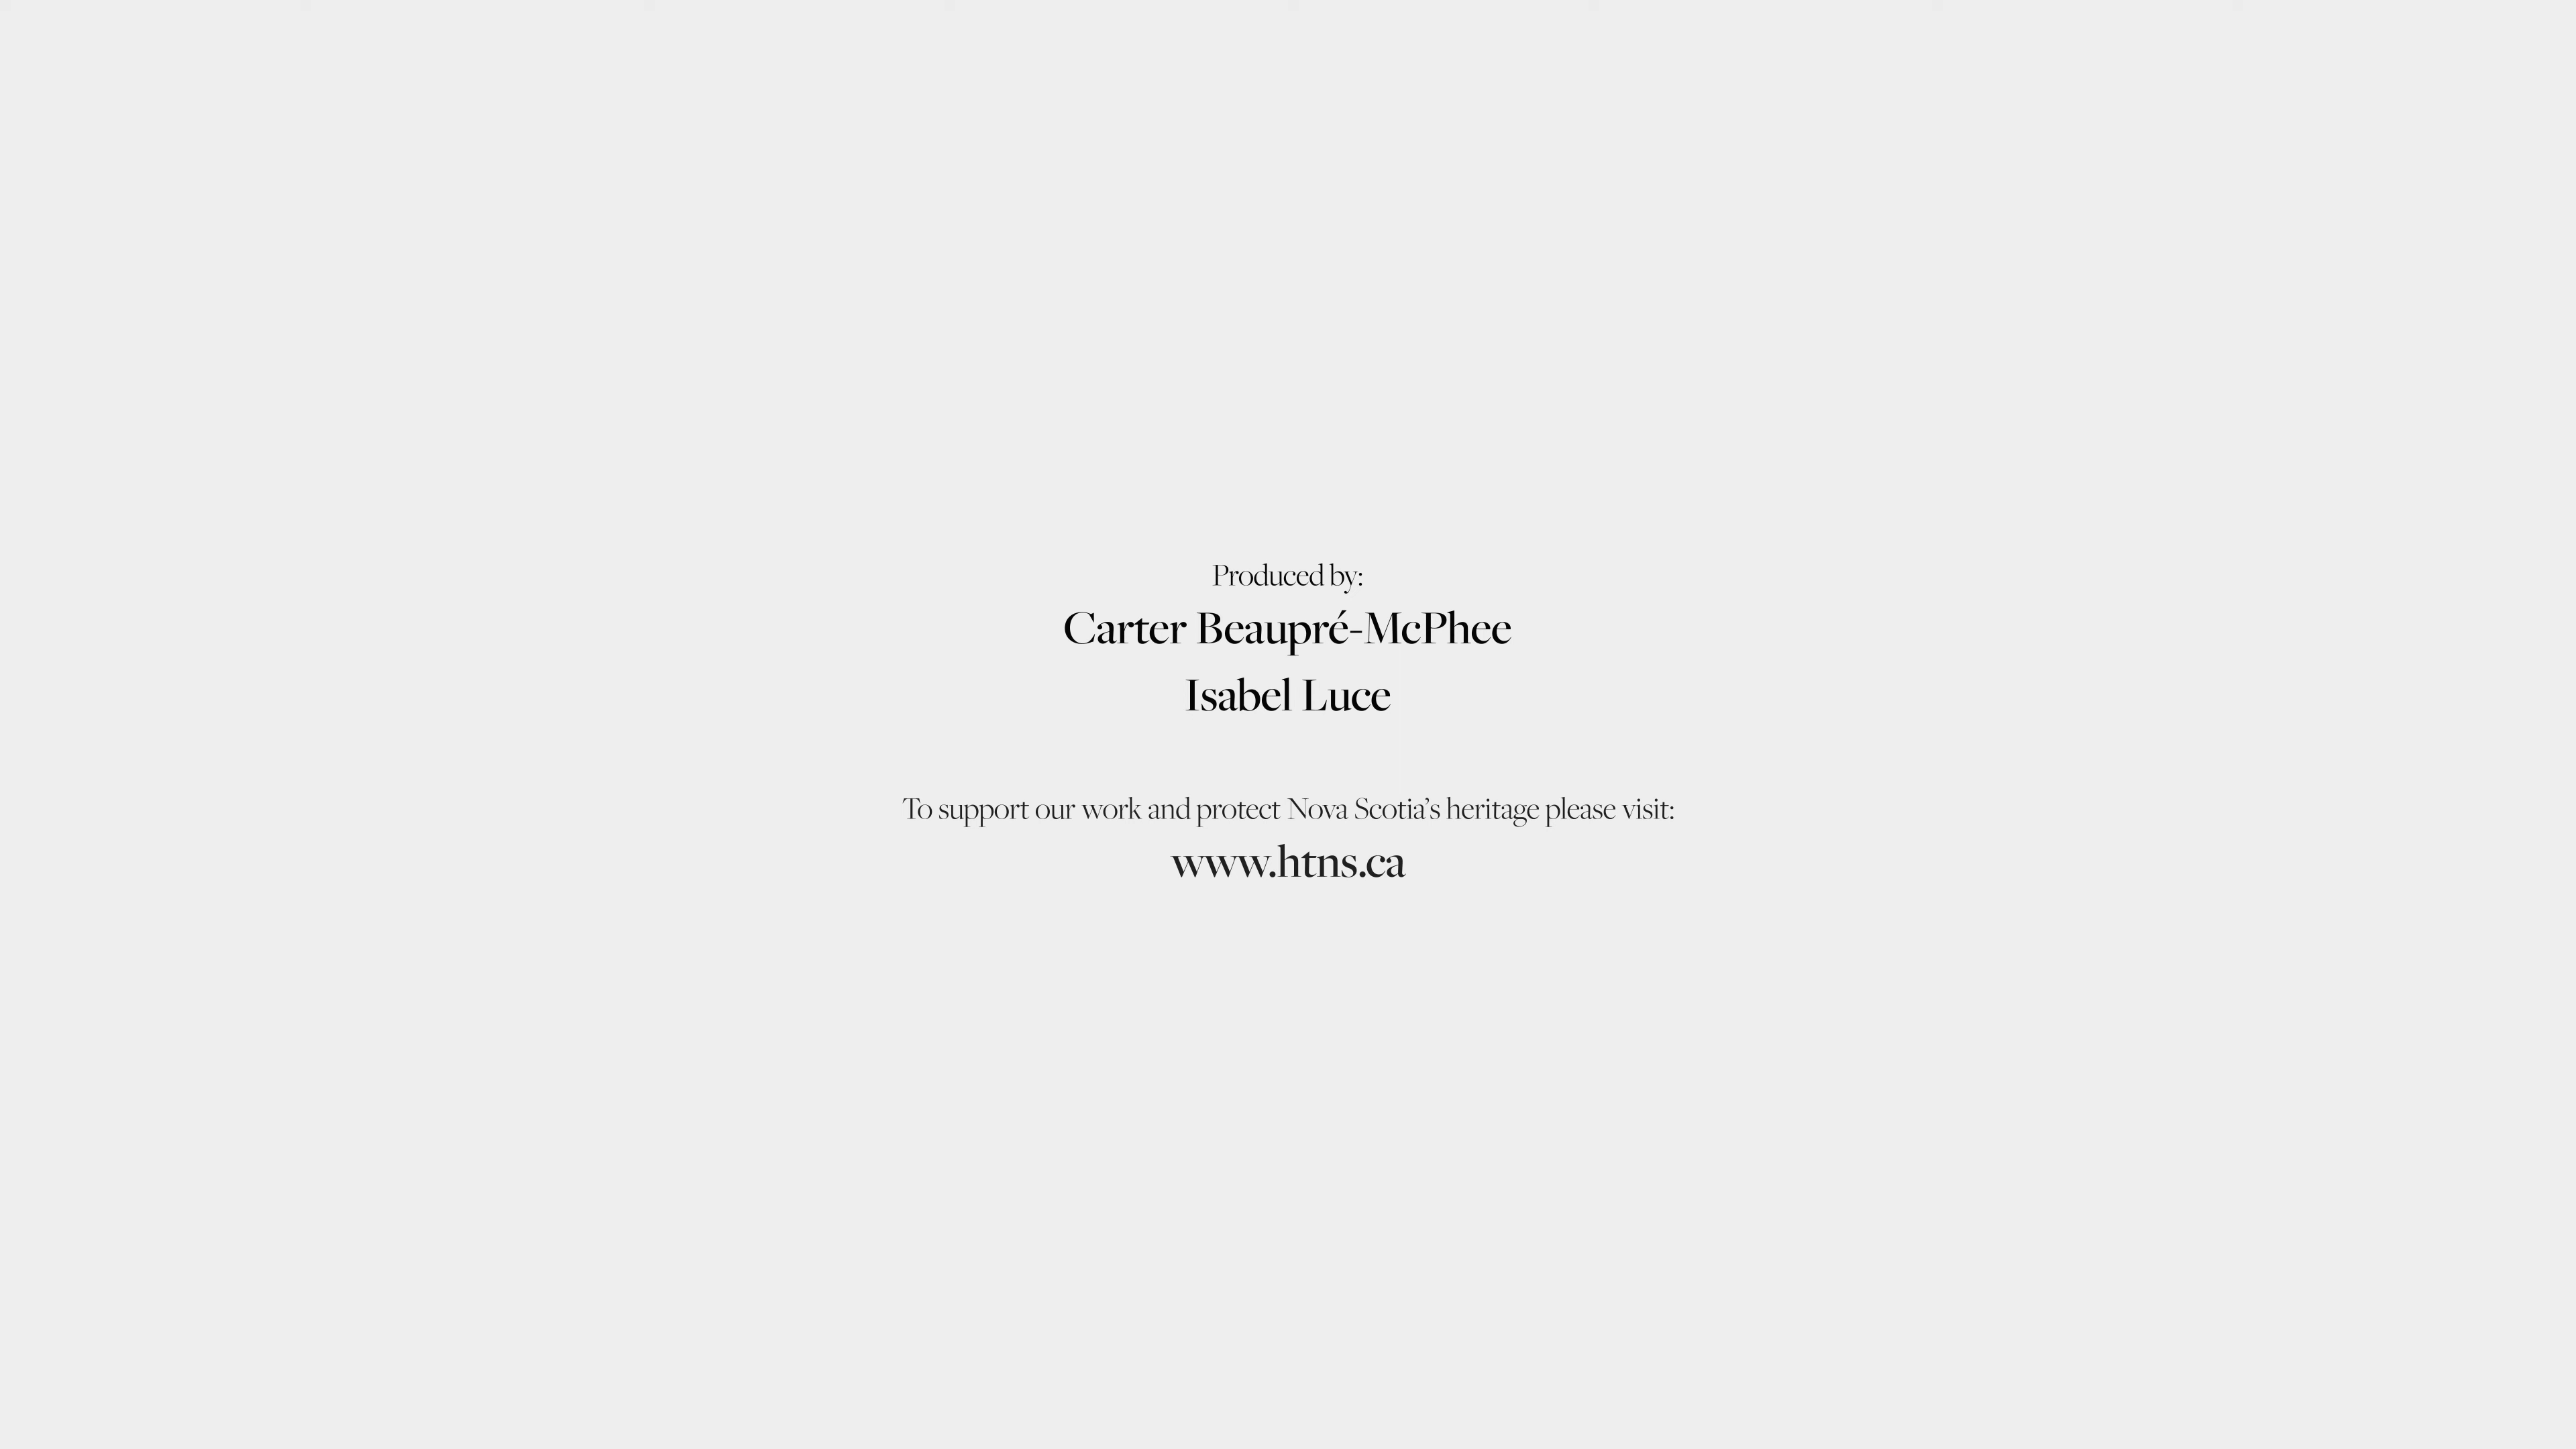 Produced by:
Carter Beaupré-McPhee
Isabel Luce
To support our work and protect Nova Scotia’s heritage please visit:
www.htns.ca